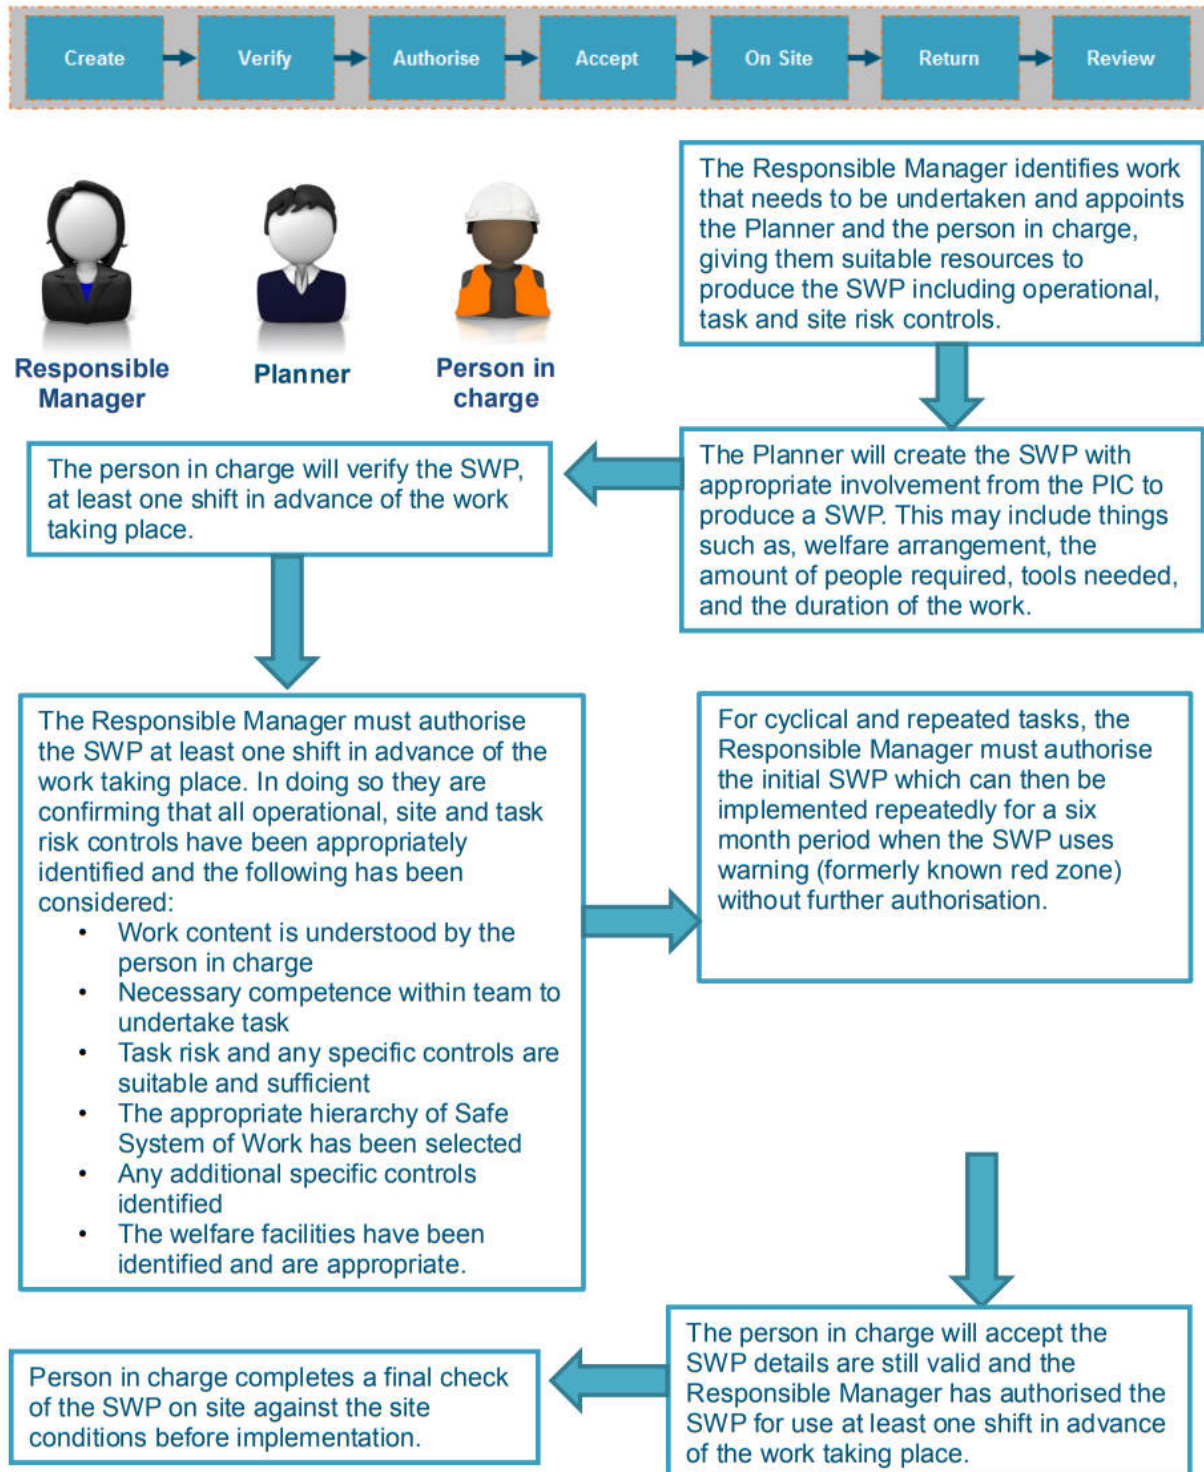 Create
Verify
Authorise
Accept
On Site
Return
Review
Responsible
Manager
Planner
Person in
charge
The Responsible Manager identifies work
that needs to be undertaken and appoints
the Planner and the person in charge,
giving them suitable resources to
produce the SWP including operational,
task and site risk controls.
The Planner will create the SWP with
appropriate involvement from the PIC to
produce a SWP. This may include things
such as, welfare arrangement, the
amount of people required, tools needed,
and the duration of the work.
The person in charge will verify the SWP,
at least one shift in advance of the work
taking place.
The Responsible Manager must authorise
the SWP at least one shift in advance of the
work taking place. In doing so they are
confirming that all operational, site and task
risk controls have been appropriately
identified and the following has been
considered:
• Work content is understood by the
person in charge
• Necessary competence within team to
undertake task
• Task risk and any specific controls are
suitable and sufficient
• The appropriate hierarchy of Safe
System of Work has been selected
• Any additional specific controls
identified
• The welfare facilities have been
identified and are appropriate.
For cyclical and repeated tasks, the
Responsible Manager must authorise
the initial SWP which can then be
implemented repeatedly for a six
month period when the SWP uses
warning (formerly known red zone)
without further authorisation.
The person in charge will accept the
SWP details are still valid and the
Responsible Manager has authorised the
SWP for use at least one shift in advance
of the work taking place.
Person in charge completes a final check
of the SWP on site against the site
conditions before implementation.